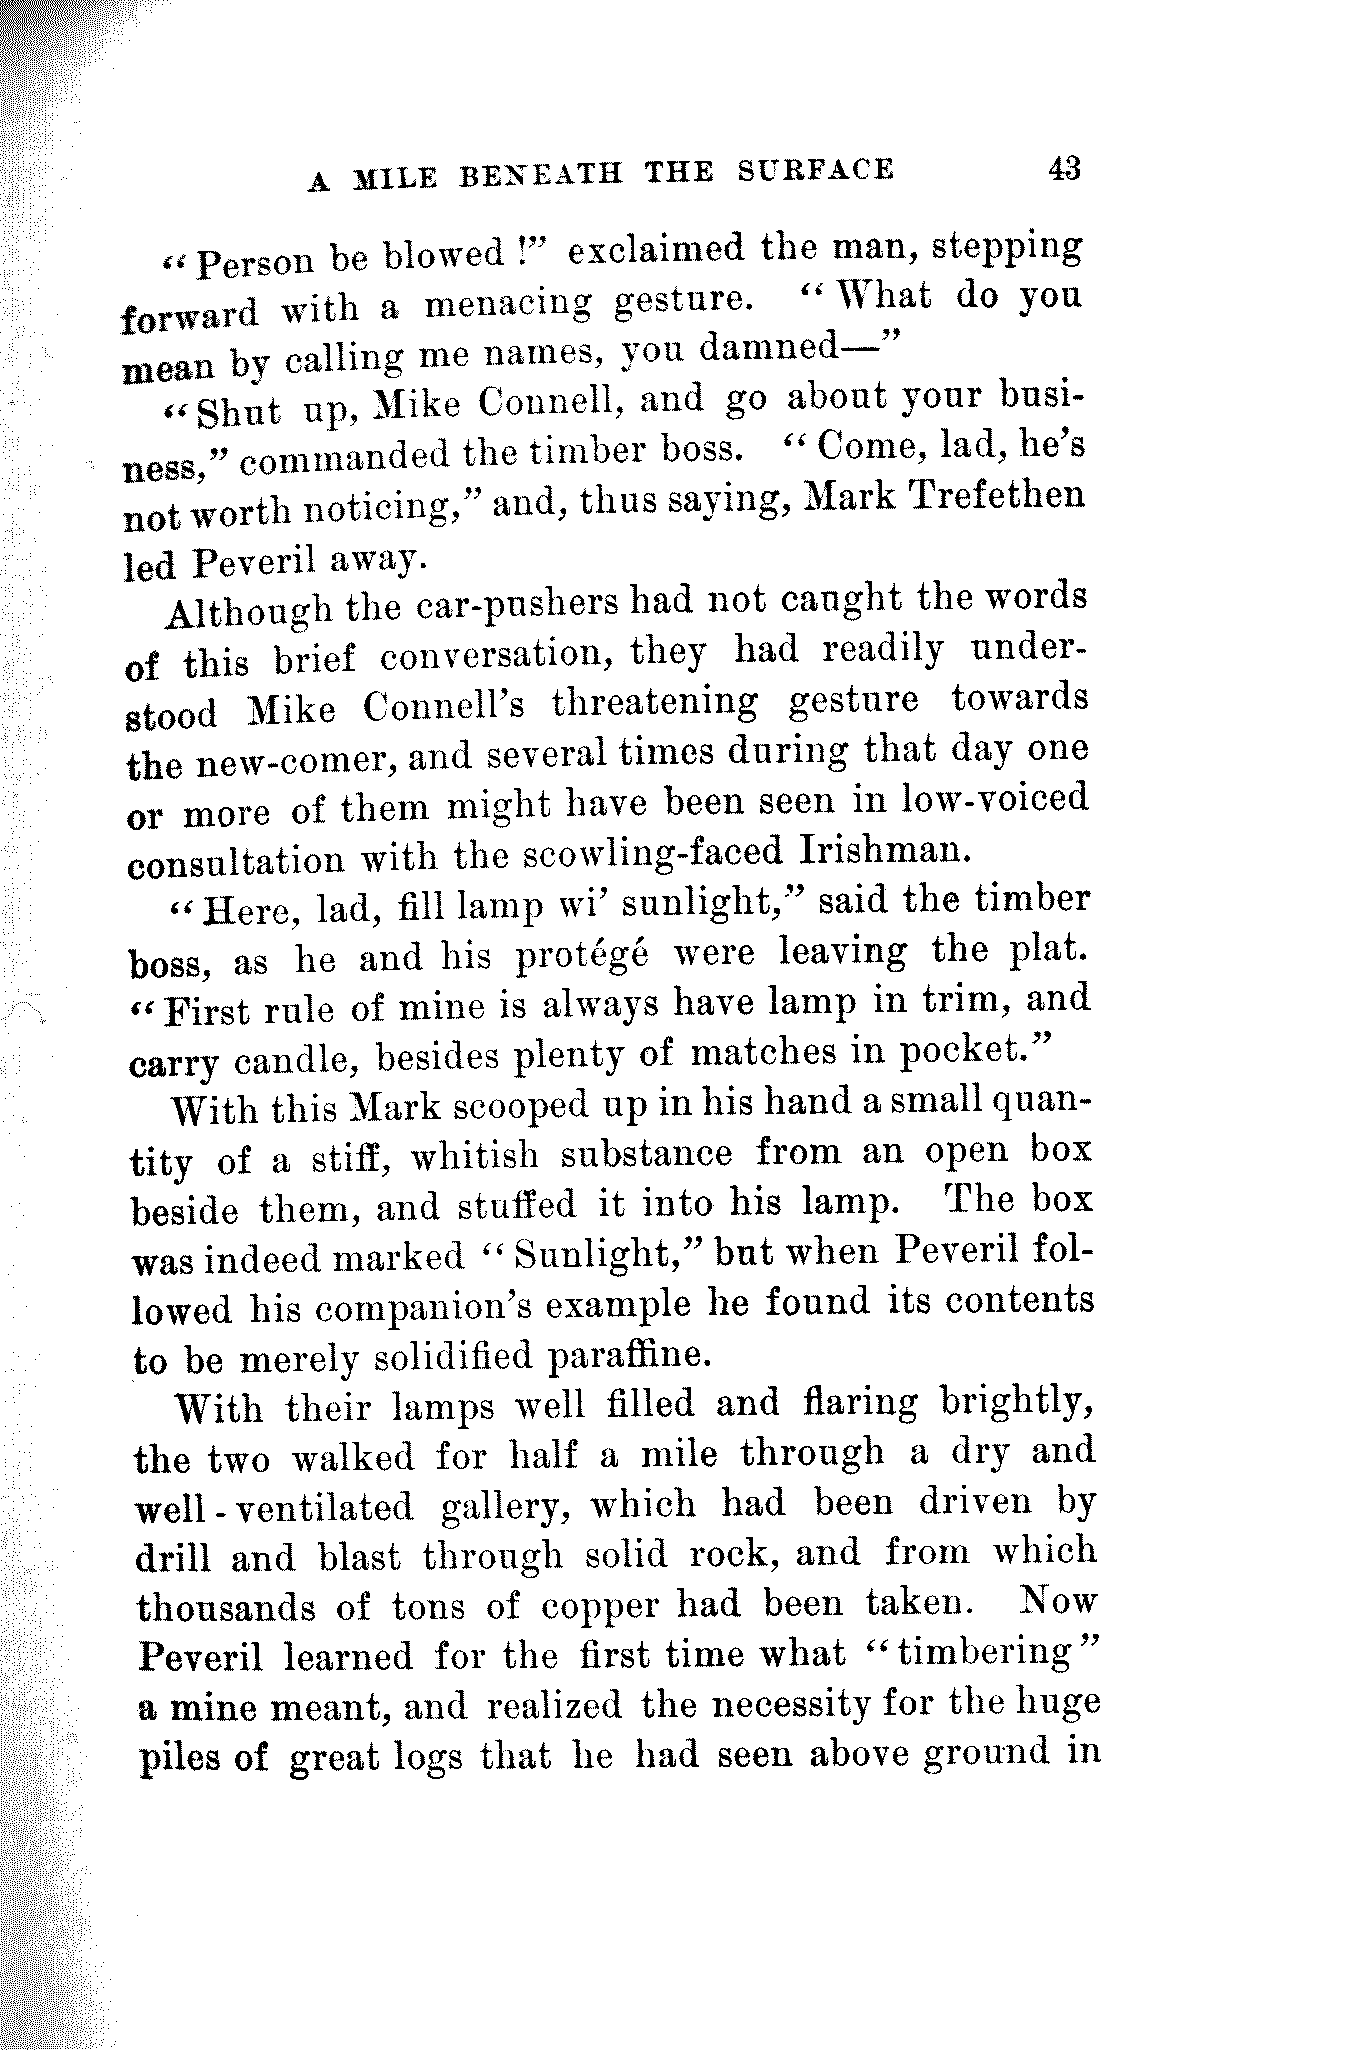 A MILE BENEATH THE SURFACE 43
“Person be blowed!” exclaimed the man, stepping
forward with a menacing gesture. “What do you
mean by calling me names, you damned—”
“Shut up, Mike Connell, and go about your busi-
ness,” commanded the timber boss. “Come, lad, he’s
not worth noticing,” and, thus saying, Mark Trefethen
led Peveril away.
Although the car-pushers had not caught the words
of this brief conversation, they had readily under-
stood Mike Connell’s threatening gesture towards
the new-comer, and several times during that day one
or more of them might have been seen in low-voiced
consultation with the scowling-faced Irishman.
“Here, lad, fill lamp wi’ sunlight,” said the timber
boss, as he and his protégé were leaving the plat.
“First rule of mine is always have lamp in trim, and
carry candle, besides plenty of matches in pocket.”
With this Mark scooped up in his hand a small quan-
tity of a stiff, whitish substance from an open box
beside them, and stuffed it into his lamp. The box
was indeed marked “Sunlight,” but when Peveril fol-
lowed his companion’s example he found its contents
to be merely solidified paraffine.
With their lamps well filled and flaring brightly,
the two walked for half a mile through a dry and
well-ventilated gallery, which had been driven by
drill and blast through solid rock, and from which
thousands of tons of copper had been taken. Now
Peveril learned for the first time what “timbering”
a mine meant, and realized the necessity for the huge
piles of great logs that he had seen above ground in